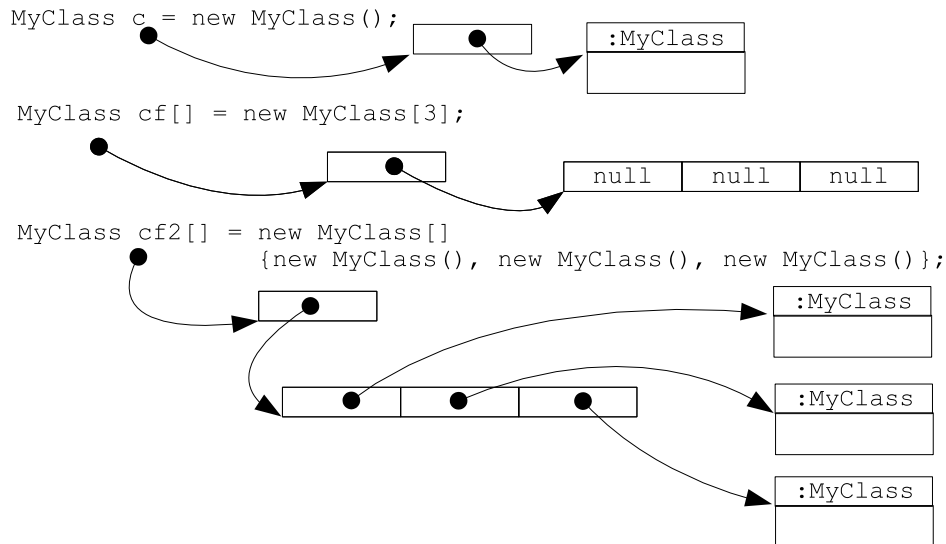 MyClass c = new MyClass();
:MyClass
MyClass cf[] = new MyClass[3];
null null null
MyClass cf2[] = new MyClass[]
{new MyClass(), new MyClass(), new MyClass()};
:MyClass
:MyClass
:MyClass